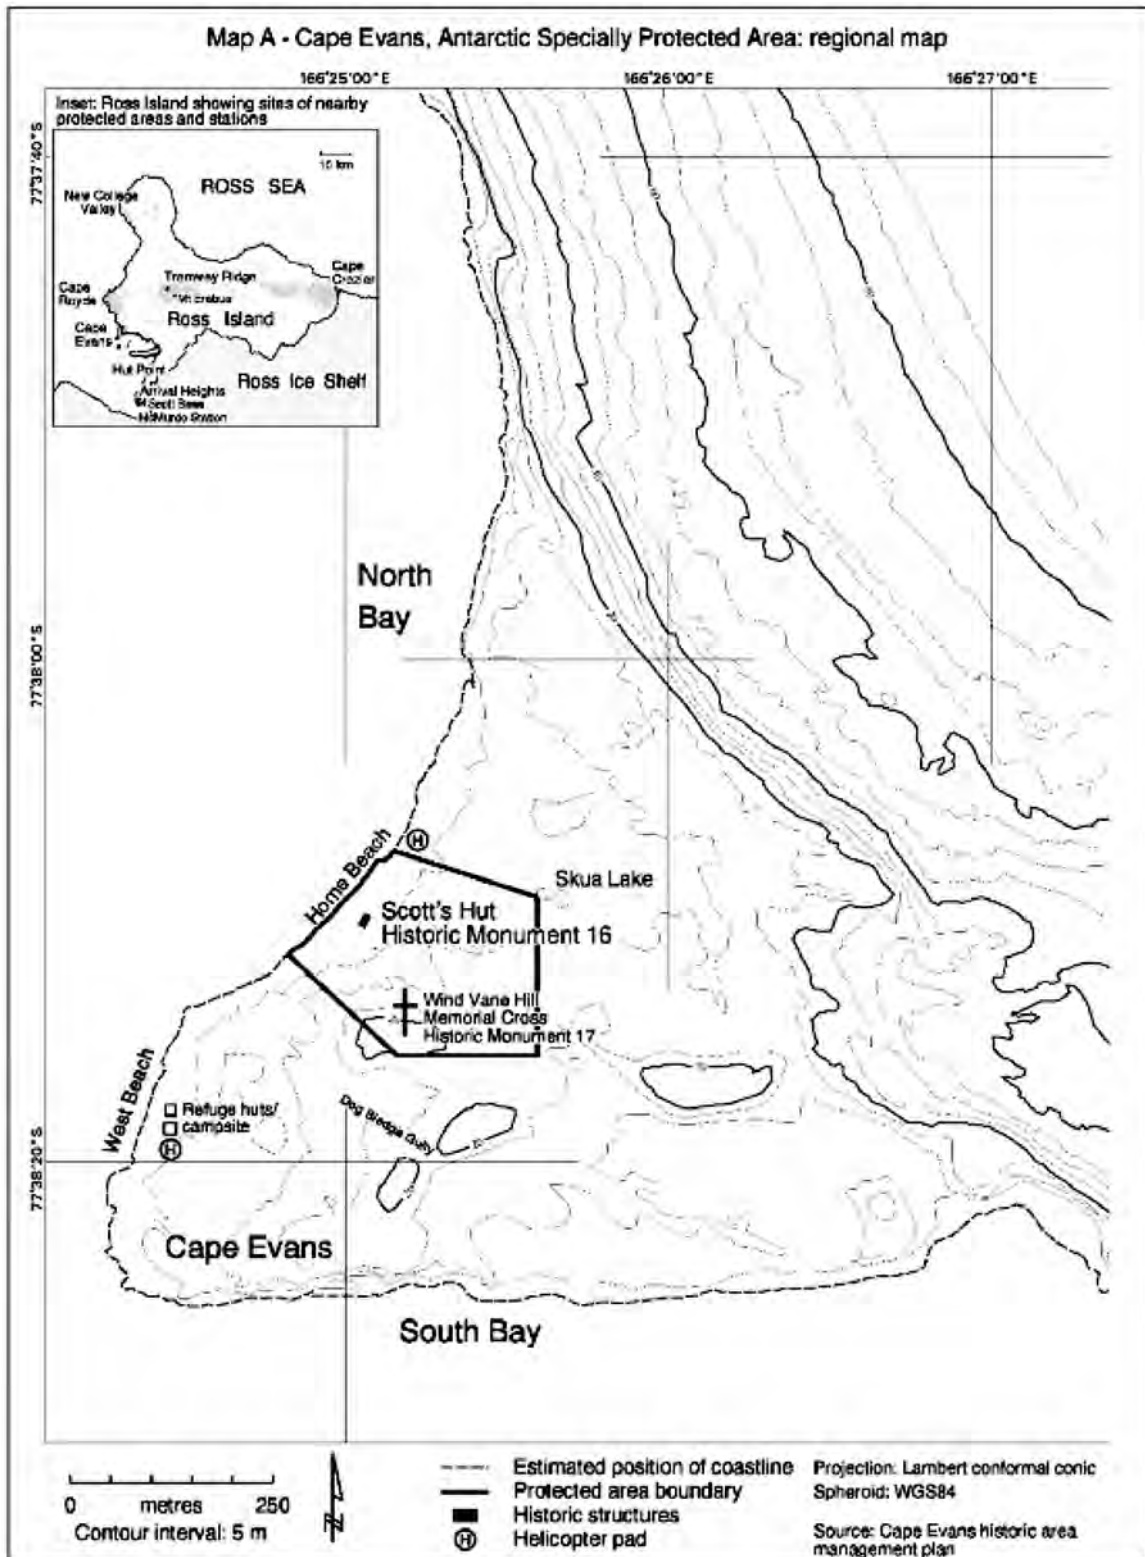 Map A - Cape Evans, Antarctic Specially Protected Area: regional map
166°25'00" E
166°26'00" E
166°27'00" E
77°37'40" S
77°38'00" S
77°38'20" S
Inset: Ross Island showing sites of nearby
protected areas and stations
10 km
ROSS SEA
New College
Valley
Tramway Ridge
Mt Erebus
Cape
Crozier
Cape
Royds
Ross Island
Cape
Evans
Hut Point
Ross Ice Shelf
Arrival Heights
Scott Base
McMurdo Station
North
Bay
Home Beach
H
Skua Lake
Scott's Hut
Historic Monument 16
Wind Vane Hill
Memorial Cross
Historic Monument 17
West Beach
Refuge huts/
campsite
H
Dog Sledge Gully
Cape Evans
South Bay
0 metres 250
Contour interval: 5 m
N
Estimated position of coastline
Protected area boundary
Historic structures
H Helicopter pad
Projection: Lambert conformal conic
Spheroid: WGS84
Source: Cape Evans historic area
management plan